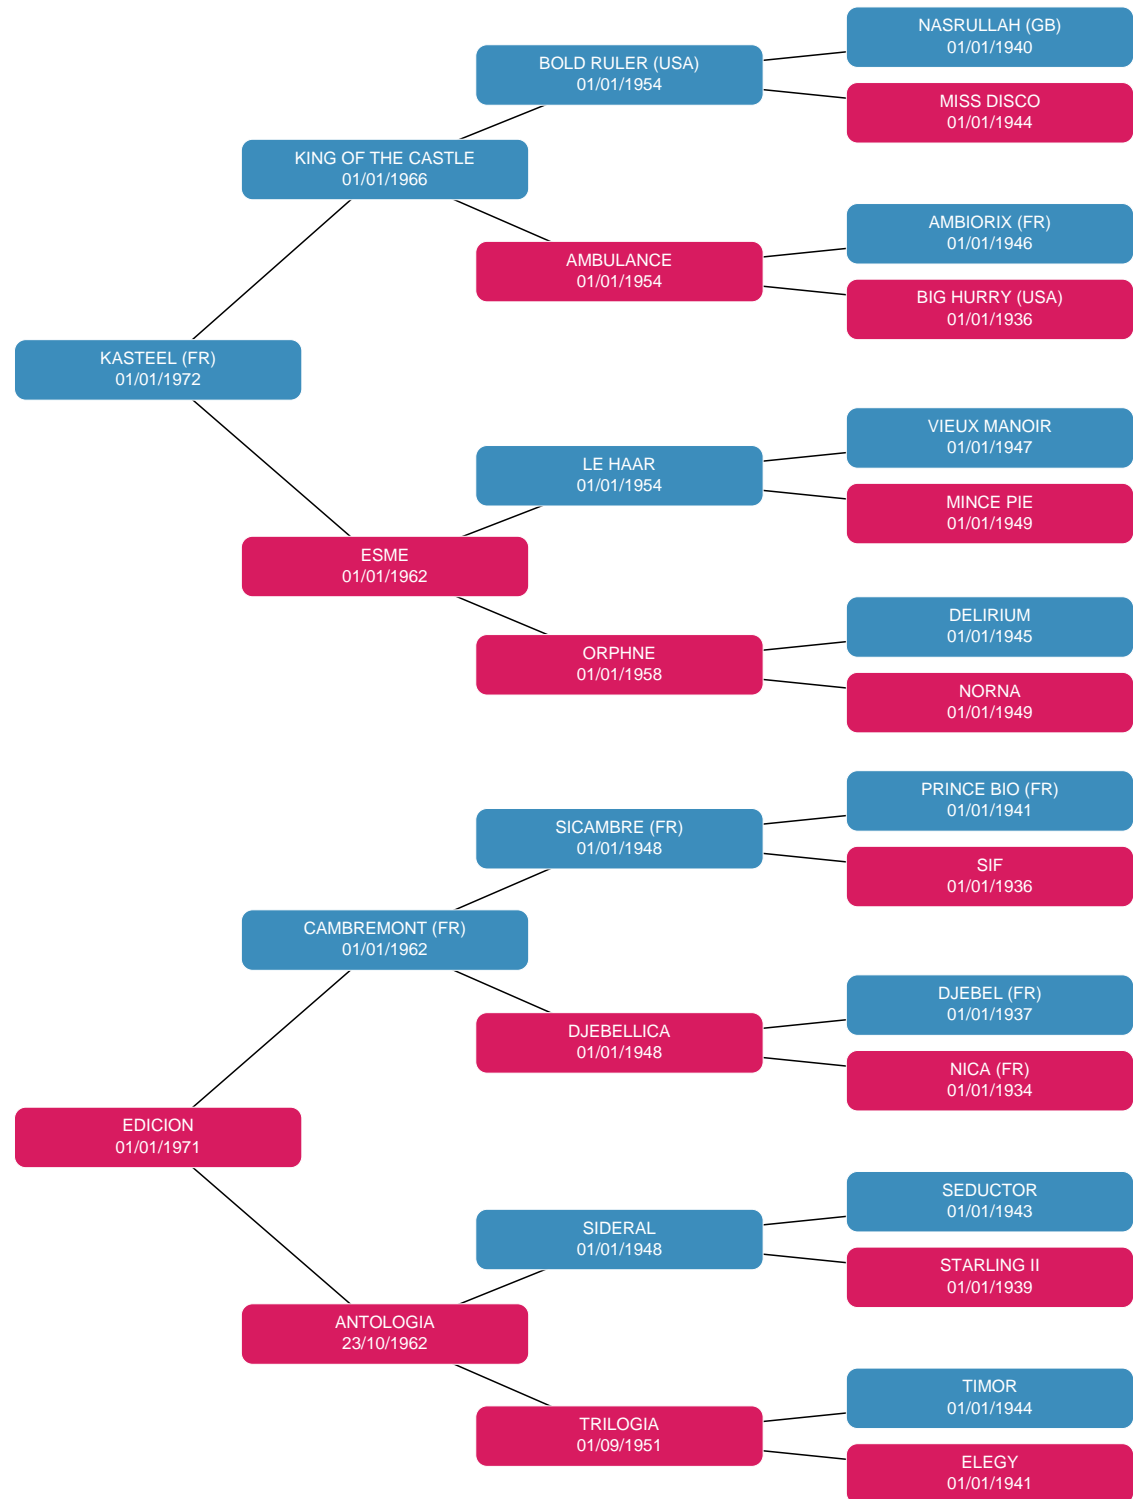 NASRULLAH (GB)
01/01/1940
BOLD RULER (USA)
01/01/1954
MISS DISCO
01/01/1944
KING OF THE CASTLE
01/01/1966
AMBIORIX (FR)
01/01/1946
AMBULANCE
01/01/1954
BIG HURRY (USA)
01/01/1936
KASTEEL (FR)
01/01/1972
VIEUX MANOIR
01/01/1947
LE HAAR
01/01/1954
MINCE PIE
01/01/1949
ESME
01/01/1962
DELIRIUM
01/01/1945
ORPHNE
01/01/1958
NORNA
01/01/1949
PRINCE BIO (FR)
01/01/1941
SICAMBRE (FR)
01/01/1948
SIF
01/01/1936
CAMBREMONT (FR)
01/01/1962
DJEBEL (FR)
01/01/1937
DJEBELLICA
01/01/1948
NICA (FR)
01/01/1934
EDICION
01/01/1971
SEDUCTOR
01/01/1943
SIDERAL
01/01/1948
STARLING II
01/01/1939
ANTOLOGIA
23/10/1962
TIMOR
01/01/1944
TRILOGIA
01/09/1951
ELEGY
01/01/1941